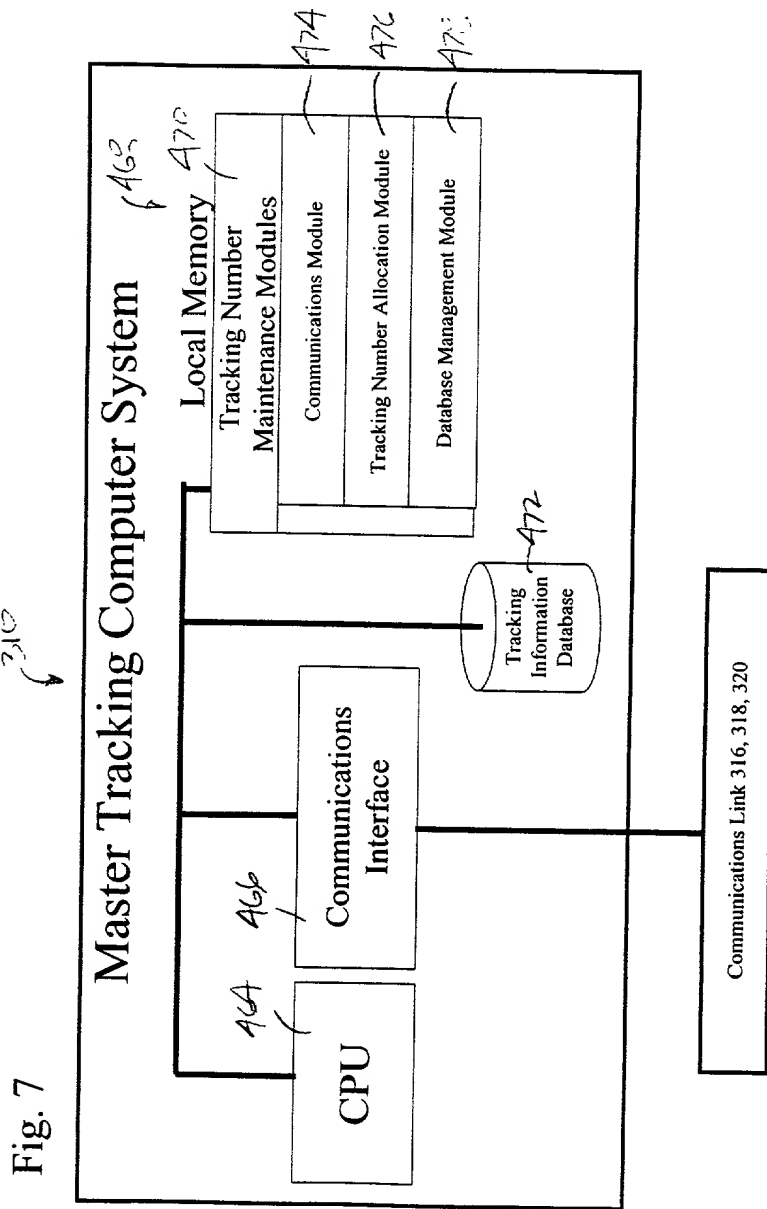 Fig. 7
310
Master Tracking Computer System
468
464
CPU
466
Communications
Interface
472
Tracking
Information
Database
Local Memory
470
Tracking Number
Maintenance Modules
Communications Module
474
Tracking Number Allocation Module
476
Database Management Module
Communications Link 316, 318, 320